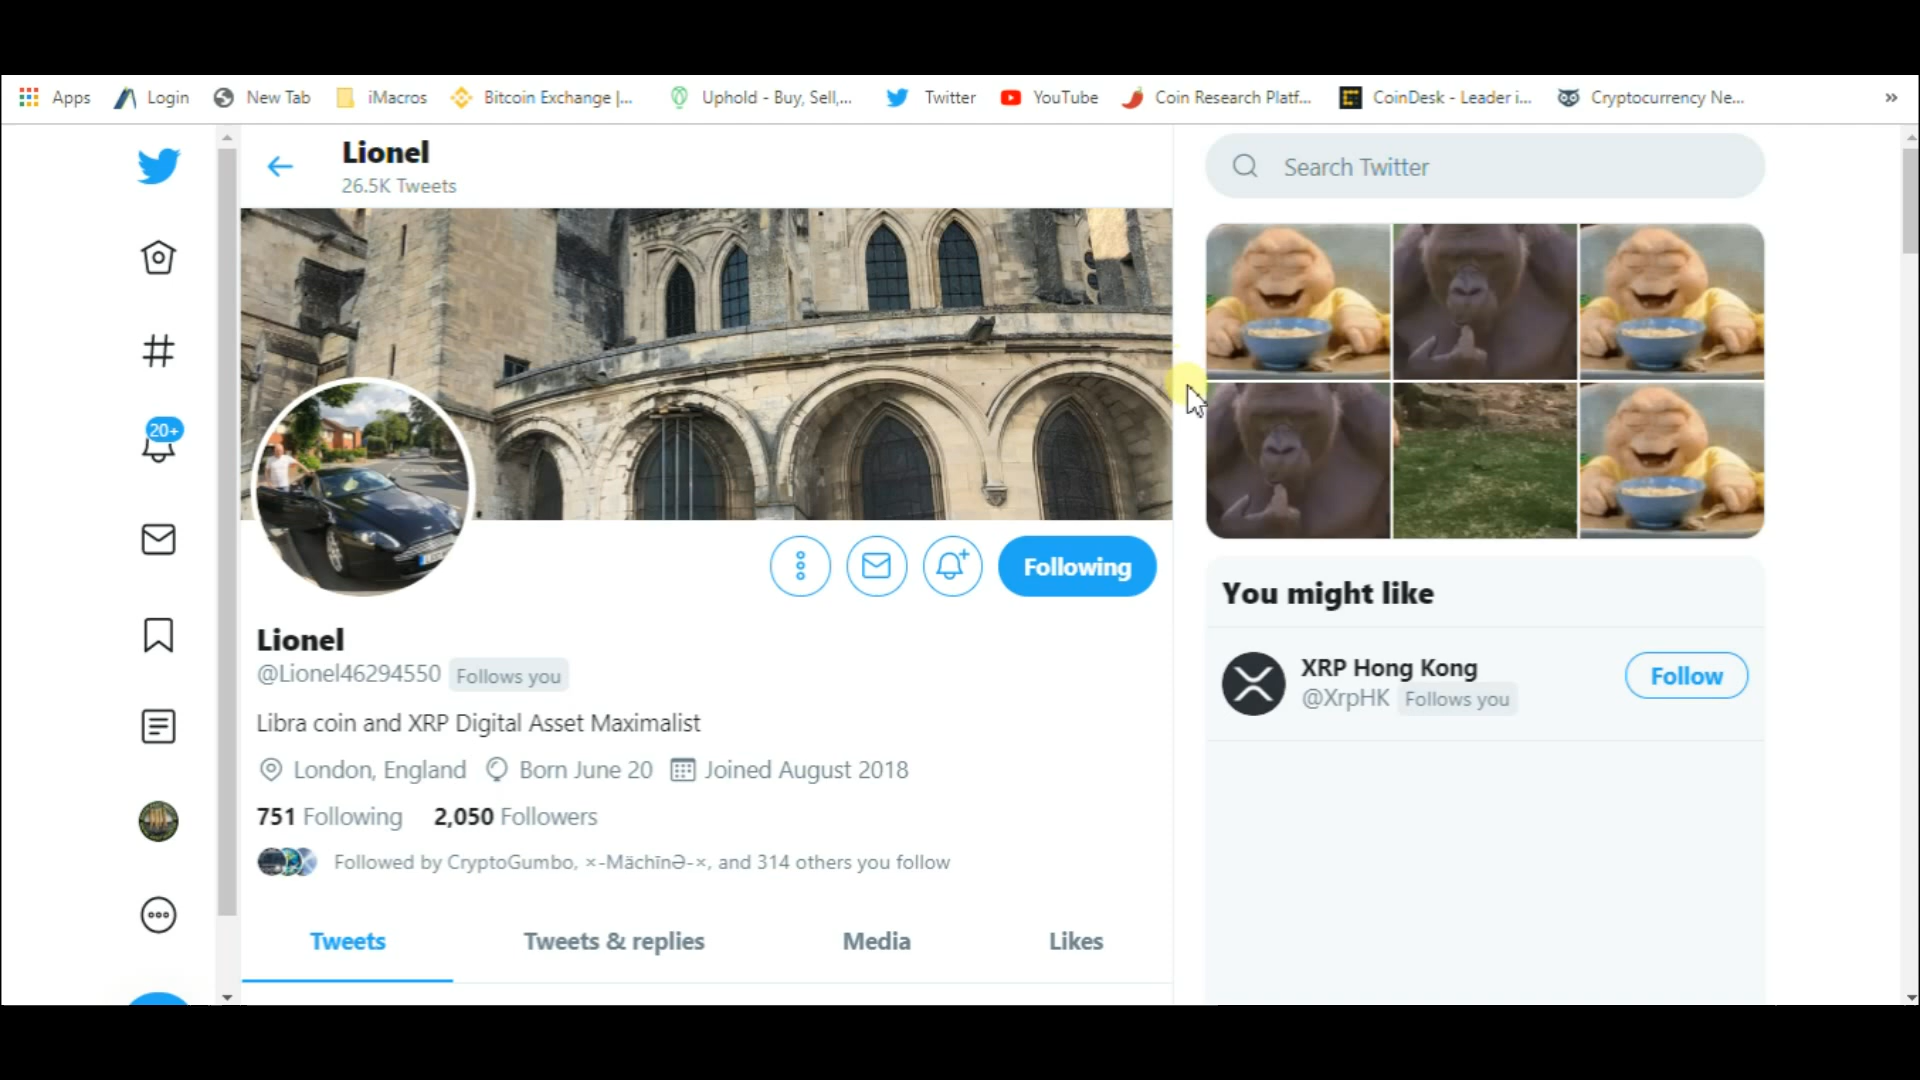 Apps Login New Tab iMacros Bitcoin Exchange |... Uphold - Buy, Sell,... Twitter YouTube Coin Research Platf... CoinDesk - Leader i... Cryptocurrency Ne... »
Lionel
26.5K Tweets
Search Twitter
20+
Following
Lionel
@Lionel46294550 Follows you
Libra coin and XRP Digital Asset Maximalist
London, England Born June 20 Joined August 2018
751 Following 2,050 Followers
Followed by CryptoGumbo, ×-Mächīnə-×, and 314 others you follow
Tweets Tweets & replies Media Likes
You might like
XRP Hong Kong
@XrpHK Follows you
Follow